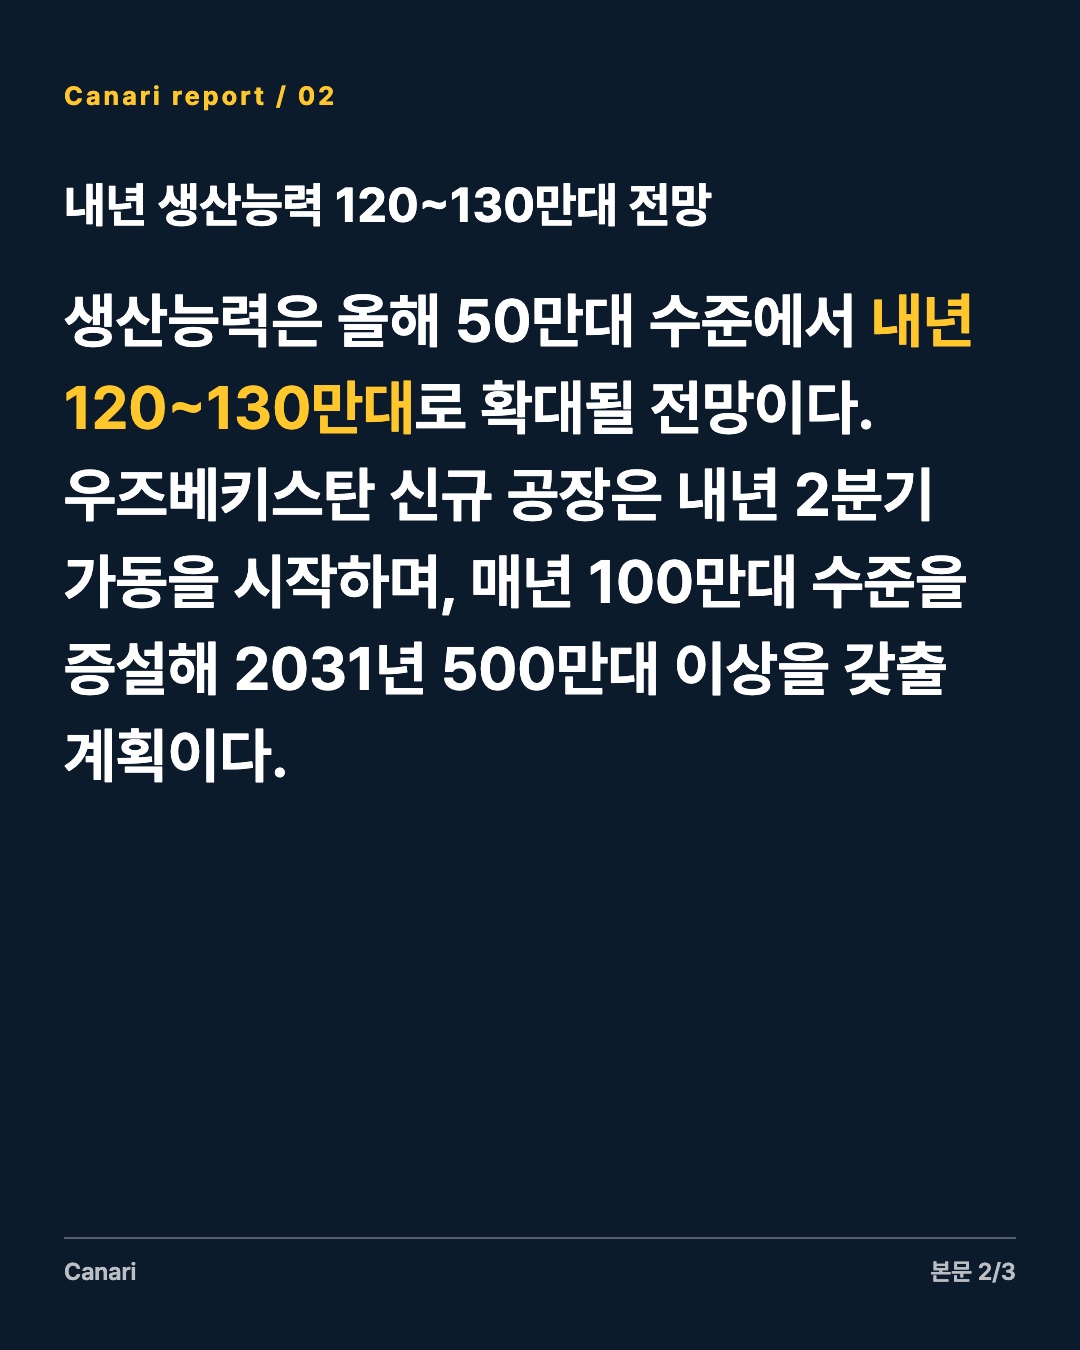 Canari report / 02
내년 생산능력 120~130만대 전망
생산능력은 올해 50만대 수준에서 내년
120~130만대로 확대될 전망이다.
우즈베키스탄 신규 공장은 내년 2분기
가동을 시작하며, 매년 100만대 수준을
증설해 2031년 500만대 이상을 갖출
계획이다.
Canari
본문 2/3